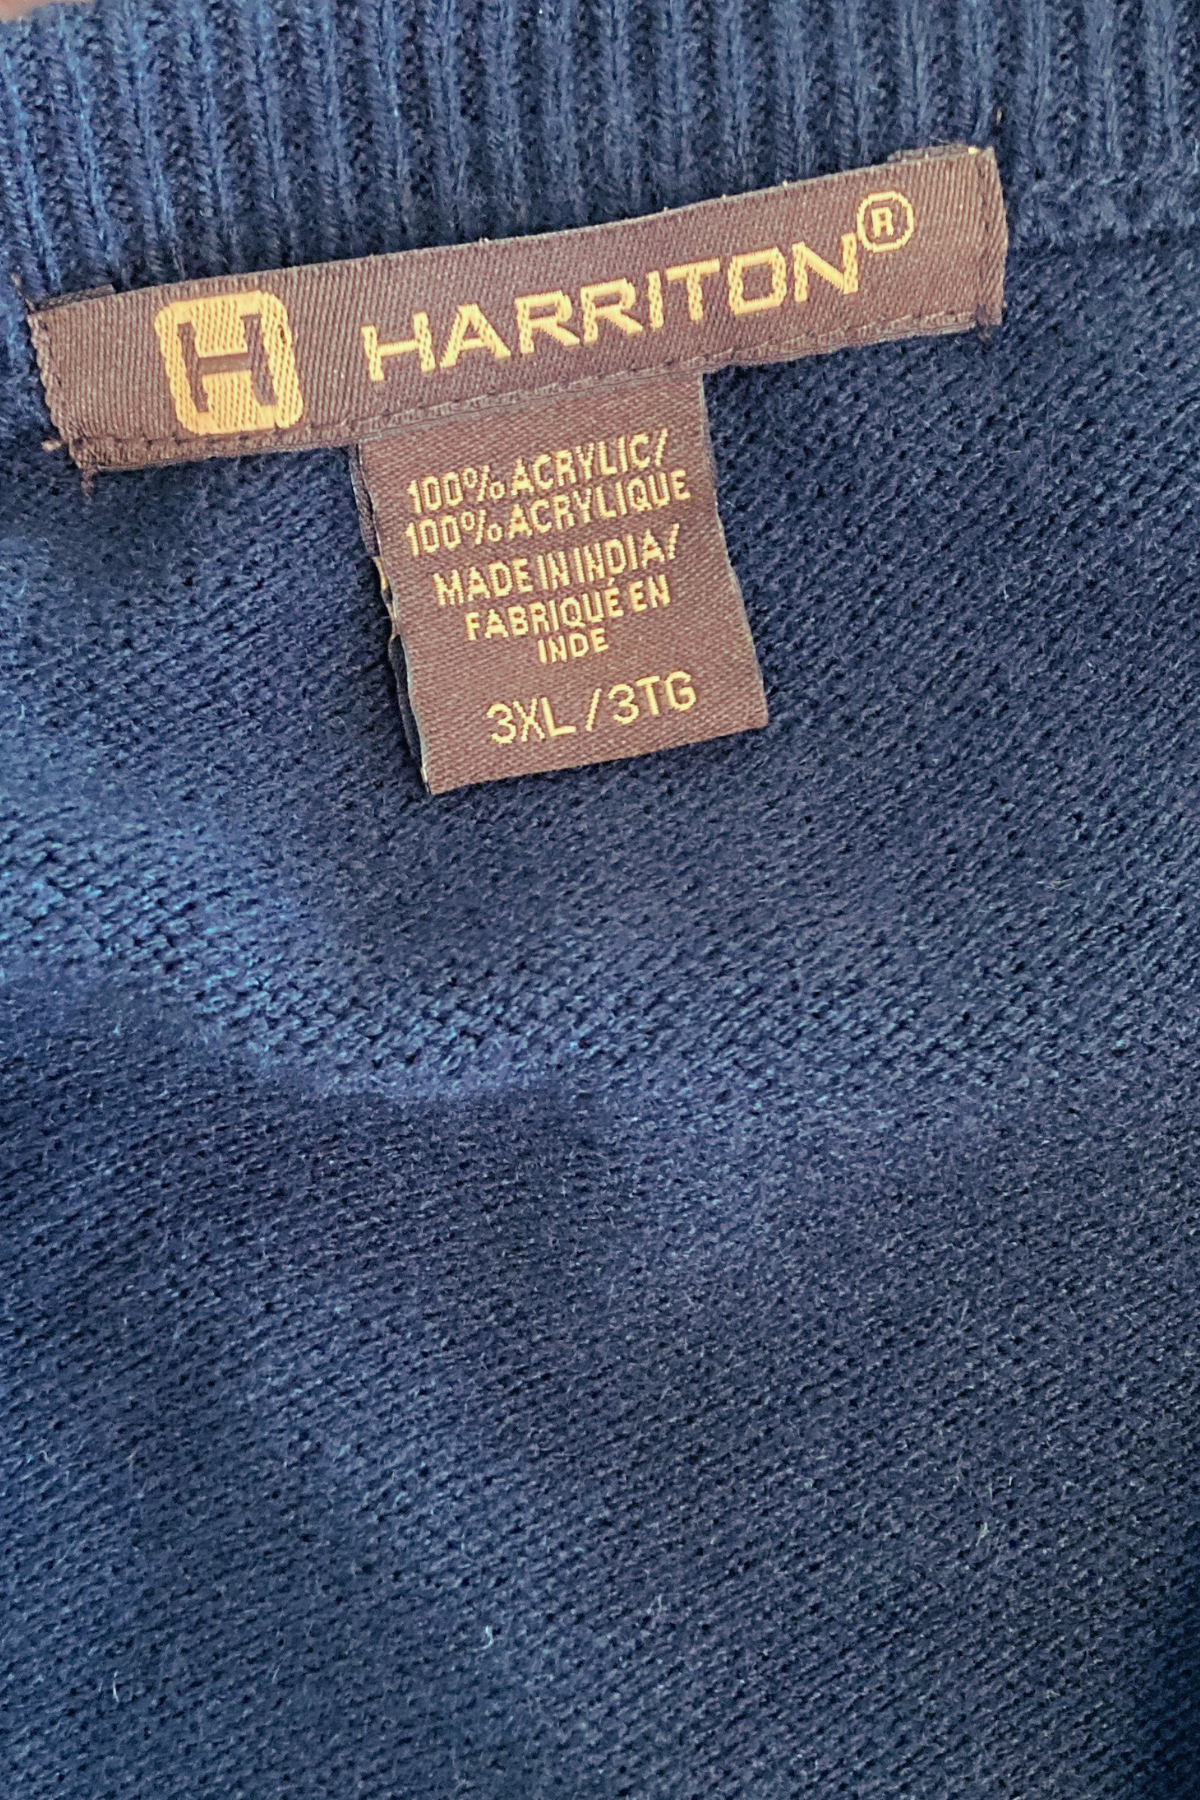 H HARRITON®
100% ACRYLIC/
100% ACRYLIQUE
MADE IN INDIA/
FABRIQUÉ EN
INDE
3XL/3TG